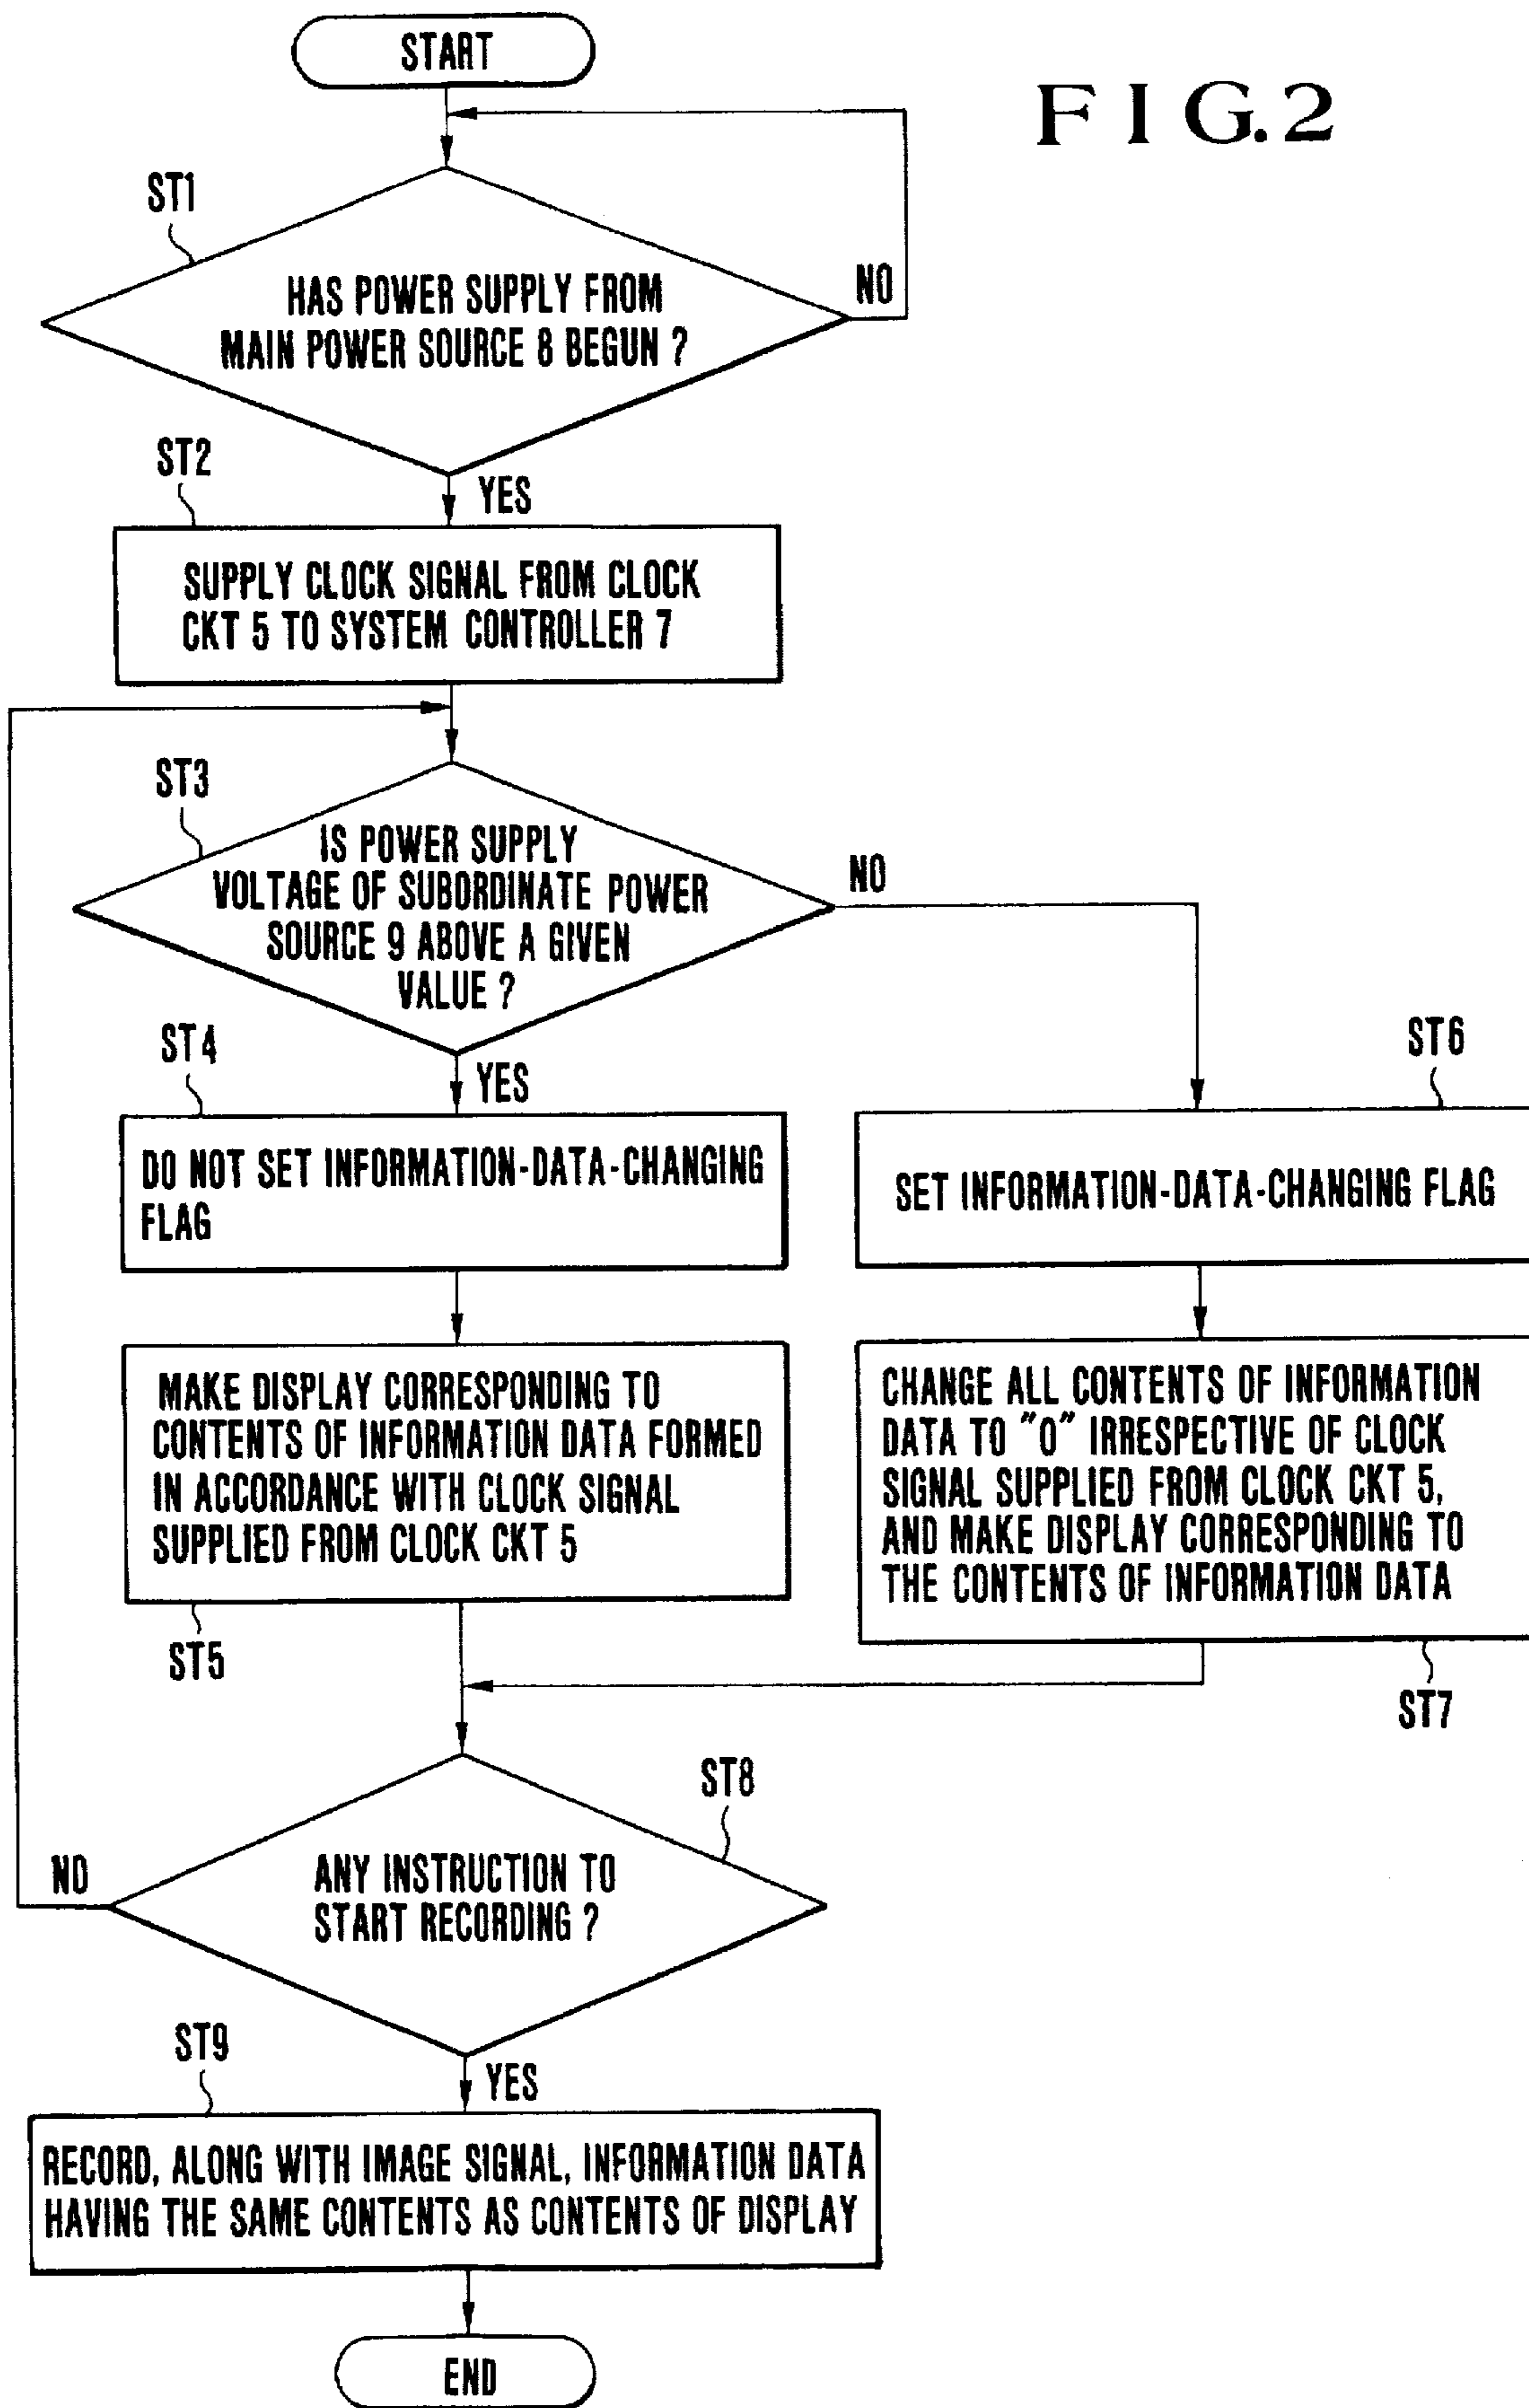 START
FIG.2
ST1
HAS POWER SUPPLY FROM
MAIN POWER SOURCE 8 BEGUN ?
NO
ST2
YES
SUPPLY CLOCK SIGNAL FROM CLOCK
CKT 5 TO SYSTEM CONTROLLER 7
ST3
IS POWER SUPPLY
VOLTAGE OF SUBORDINATE POWER
SOURCE 9 ABOVE A GIVEN
VALUE ?
NO
ST4
YES
DO NOT SET INFORMATION-DATA-CHANGING
FLAG
ST6
SET INFORMATION-DATA-CHANGING FLAG
MAKE DISPLAY CORRESPONDING TO
CONTENTS OF INFORMATION DATA FORMED
IN ACCORDANCE WITH CLOCK SIGNAL
SUPPLIED FROM CLOCK CKT 5
ST5
CHANGE ALL CONTENTS OF INFORMATION
DATA TO "0" IRRESPECTIVE OF CLOCK
SIGNAL SUPPLIED FROM CLOCK CKT 5,
AND MAKE DISPLAY CORRESPONDING TO
THE CONTENTS OF INFORMATION DATA
ST7
ST8
NO
ANY INSTRUCTION TO
START RECORDING ?
ST9
YES
RECORD, ALONG WITH IMAGE SIGNAL, INFORMATION DATA
HAVING THE SAME CONTENTS AS CONTENTS OF DISPLAY
END